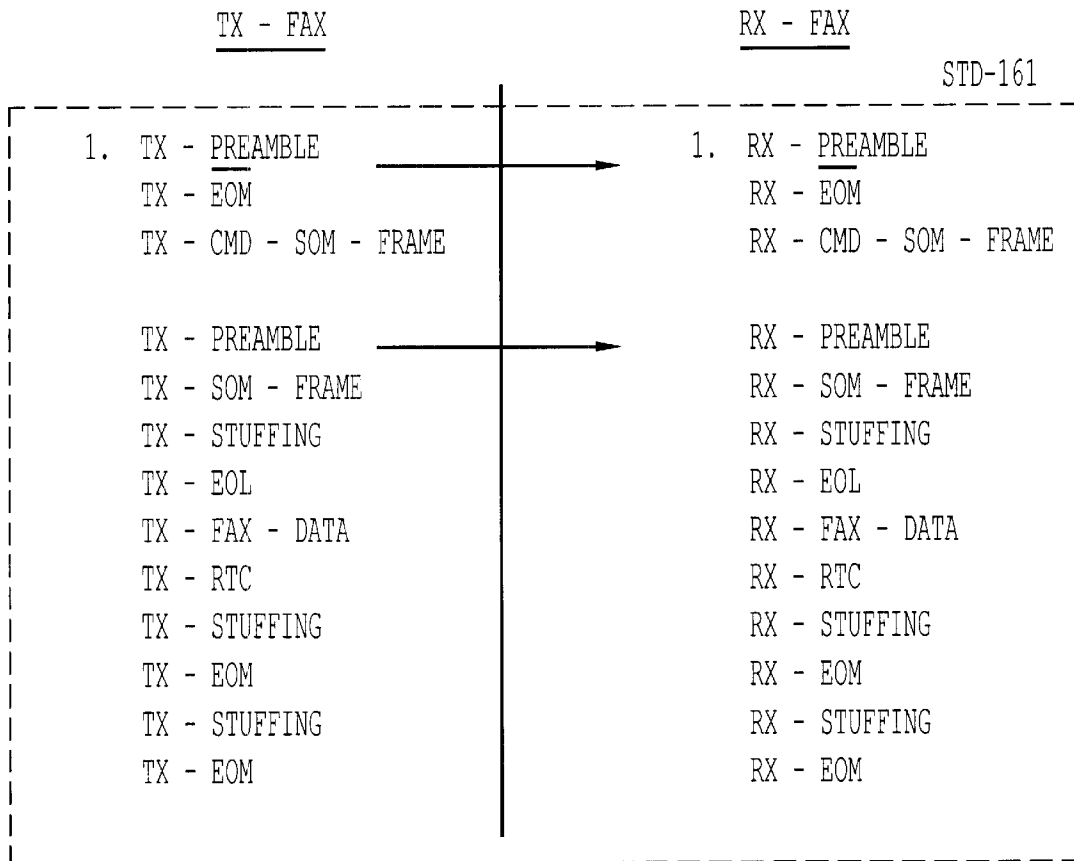 TX - FAX RX - FAX
STD-161
1. TX - PREAMBLE 1. RX - PREAMBLE
TX - EOM RX - EOM
TX - CMD - SOM - FRAME RX - CMD - SOM - FRAME
TX - PREAMBLE RX - PREAMBLE
TX - SOM - FRAME RX - SOM - FRAME
TX - STUFFING RX - STUFFING
TX - EOL RX - EOL
TX - FAX - DATA RX - FAX - DATA
TX - RTC RX - RTC
TX - STUFFING RX - STUFFING
TX - EOM RX - EOM
TX - STUFFING RX - STUFFING
TX - EOM RX - EOM